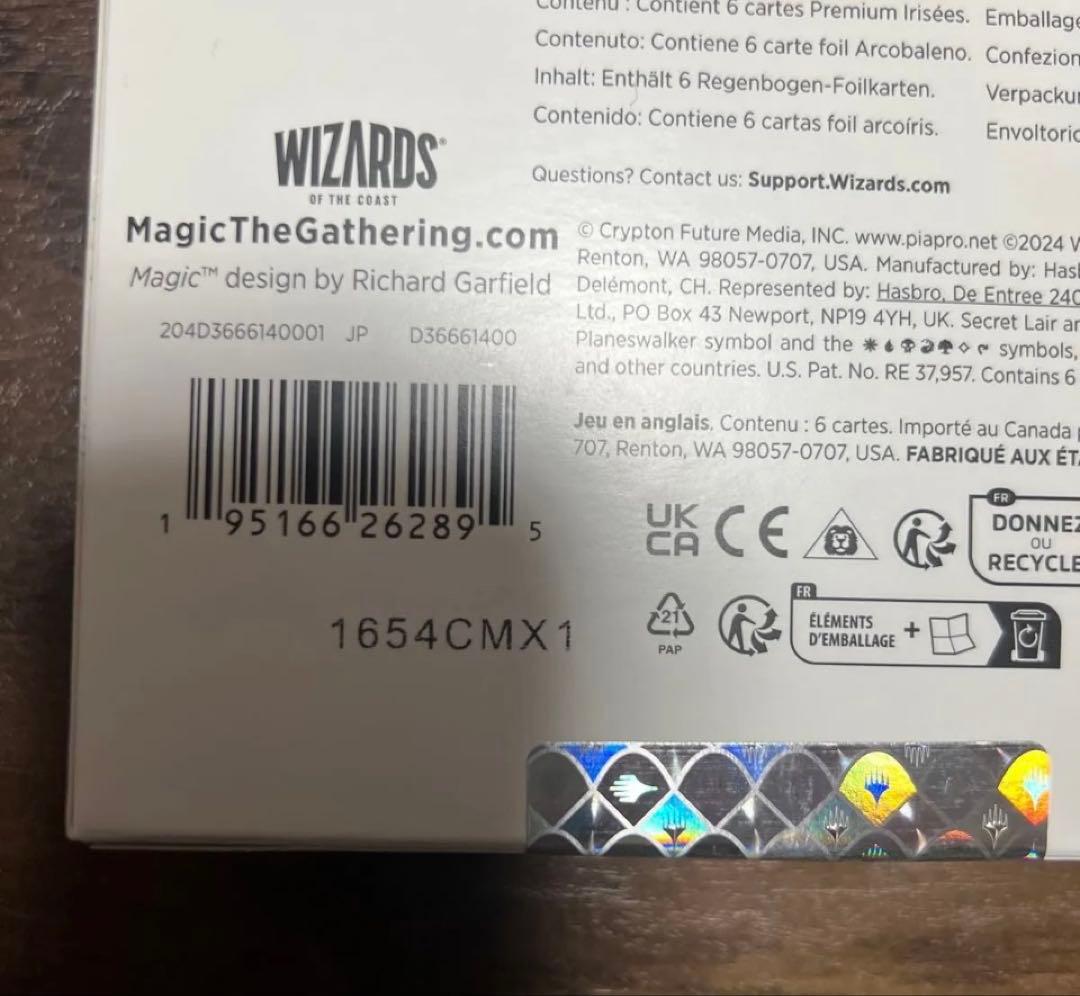 Contenu : Contient 6 cartes Premium Irisées. Emballage
Contenuto: Contiene 6 carte foil Arcobaleno. Confezion
Inhalt: Enthält 6 Regenbogen-Foilkarten. Verpackun
Contenido: Contiene 6 cartas foil arcoíris. Envoltorio
Questions? Contact us: Support.Wizards.com
WIZARDS®
OF THE COAST
MagicTheGathering.com
Magic™ design by Richard Garfield
204D3666140001 JP D36661400
© Crypton Future Media, INC. www.piapro.net ©2024 W
Renton, WA 98057-0707, USA. Manufactured by: Hasb
Delémont, CH. Represented by: Hasbro, De Entree 240
Ltd., PO Box 43 Newport, NP19 4YH, UK. Secret Lair an
Planeswalker symbol and the symbols,
and other countries. U.S. Pat. No. RE 37,957. Contains 6
Jeu en anglais. Contenu : 6 cartes. Importé au Canada p
707, Renton, WA 98057-0707, USA. FABRIQUÉ AUX ÉTA
1 95166 26289 5
1654CMX1
UK
CA CE
FR
DONNEZ
OU
RECYCLE
21
PAP
FR
ÉLÉMENTS
D'EMBALLAGE +